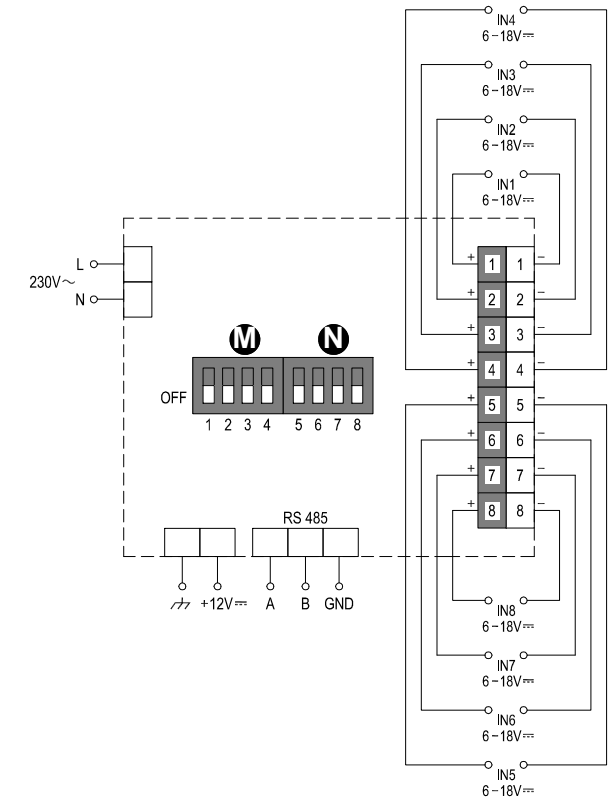 IN4
6–18V⎓
IN3
6–18V⎓
IN2
6–18V⎓
IN1
6–18V⎓
L
230V~
N
+ 1 1 –
+ 2 2 –
+ 3 3 –
+ 4 4 –
+ 5 5 –
+ 6 6 –
+ 7 7 –
+ 8 8 –
M N
OFF
1 2 3 4 5 6 7 8
RS 485
+12V⎓ A B GND
IN8
6–18V⎓
IN7
6–18V⎓
IN6
6–18V⎓
IN5
6–18V⎓